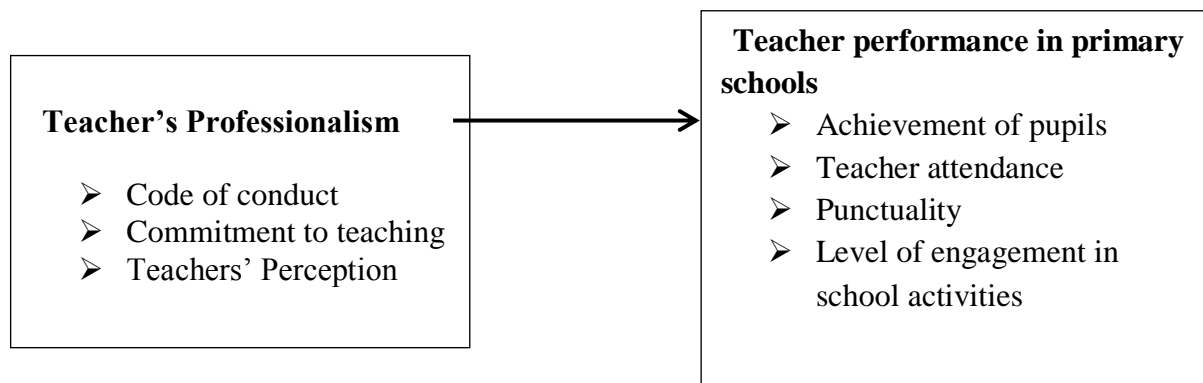 Teacher’s Professionalism
➢ Code of conduct
➢ Commitment to teaching
➢ Teachers’ Perception
Teacher performance in primary
schools
➢ Achievement of pupils
➢ Teacher attendance
➢ Punctuality
➢ Level of engagement in
school activities